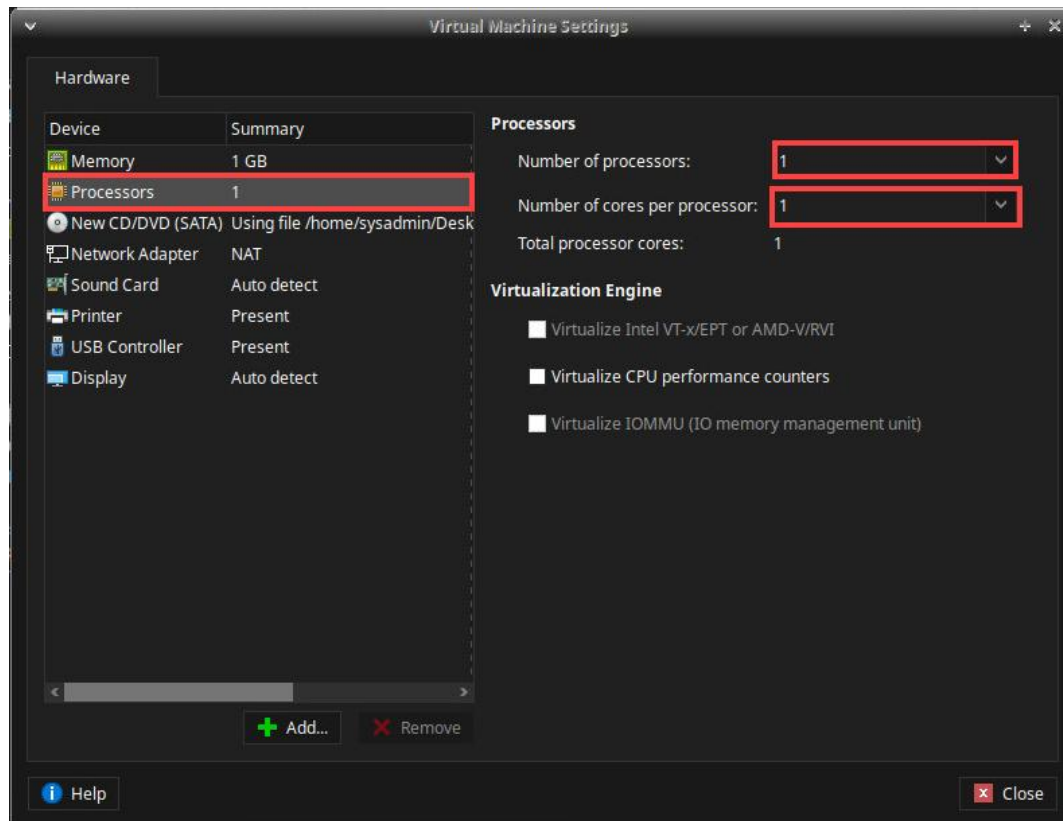 Virtual Machine Settings
Hardware
Device Summary
Memory 1 GB
Processors 1
New CD/DVD (SATA) Using file /home/sysadmin/Desk
Network Adapter NAT
Sound Card Auto detect
Printer Present
USB Controller Present
Display Auto detect
Add... Remove
Processors
Number of processors: 1
Number of cores per processor: 1
Total processor cores: 1
Virtualization Engine
Virtualize Intel VT-x/EPT or AMD-V/RVI
Virtualize CPU performance counters
Virtualize IOMMU (IO memory management unit)
Help Close